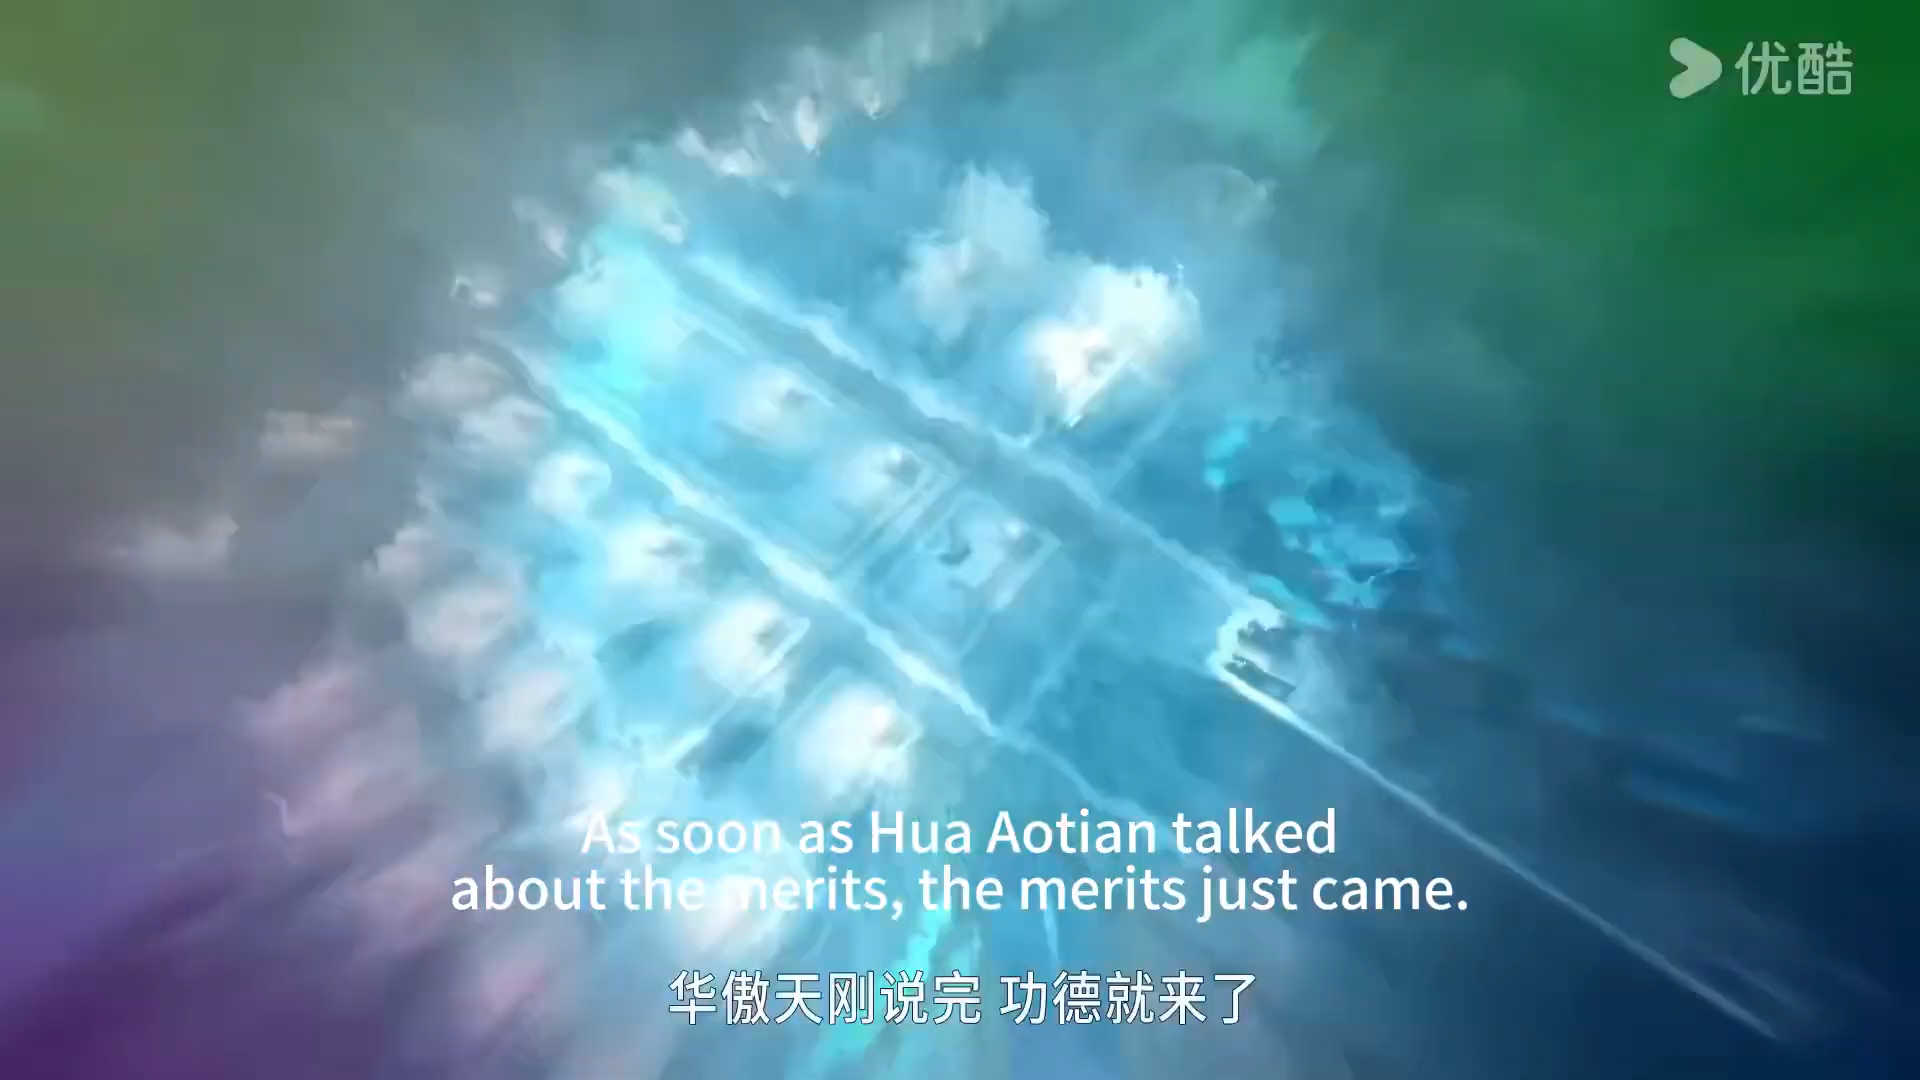 优酷
As soon as Hua Aotian talked
about the merits, the merits just came.
华傲天刚说完 功德就来了